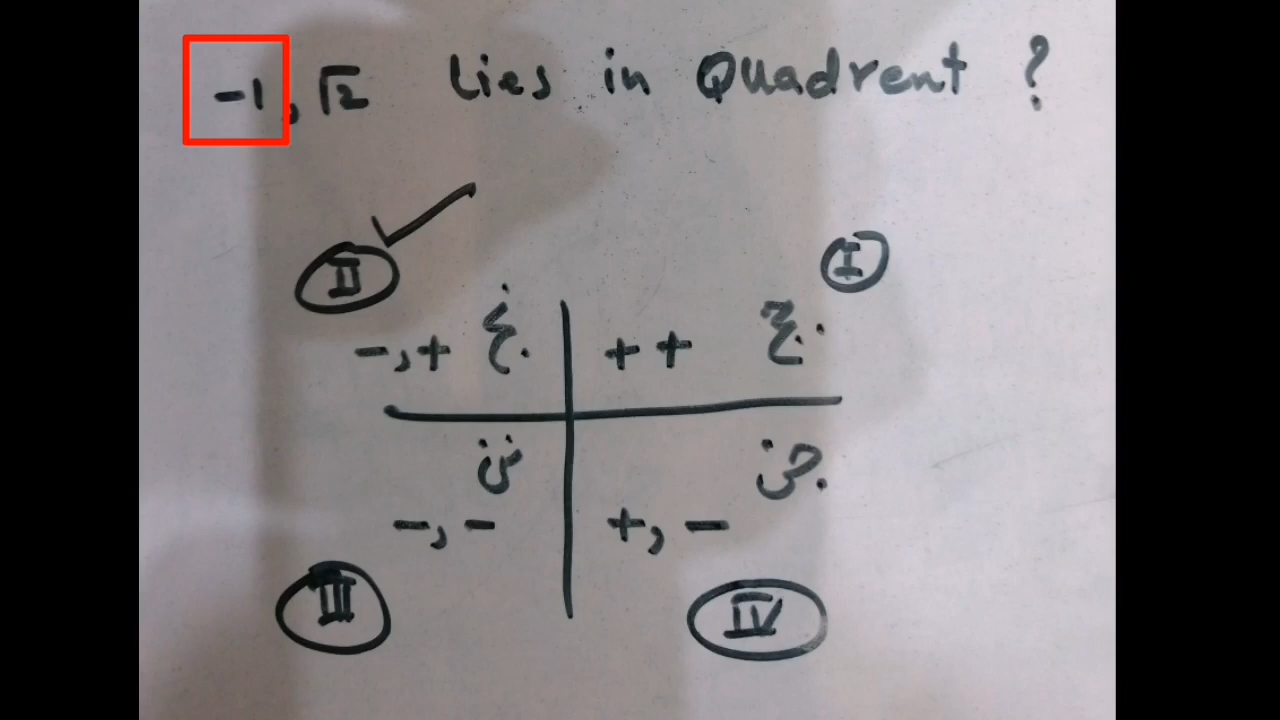 -1, √2 Lies in Quadrent ?
II
I
-,+
+ +
-, -
+, -
III
IV